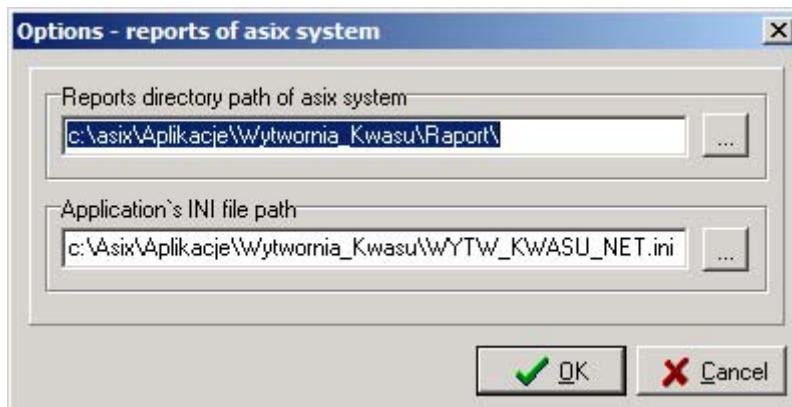 Options - reports of asix system
Reports directory path of asix system
c:\asix\Aplikacje\Wytwornia_Kwasu\Raport\
...
Application`s INI file path
c:\Asix\Aplikacje\Wytwornia_Kwasu\WYTW_KWASU_NET.ini
...
OK
Cancel